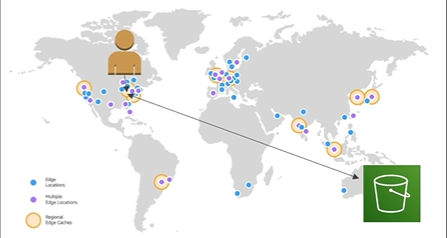 Edge
Locations
Multiple
Edge Locations
Regional
Edge Caches